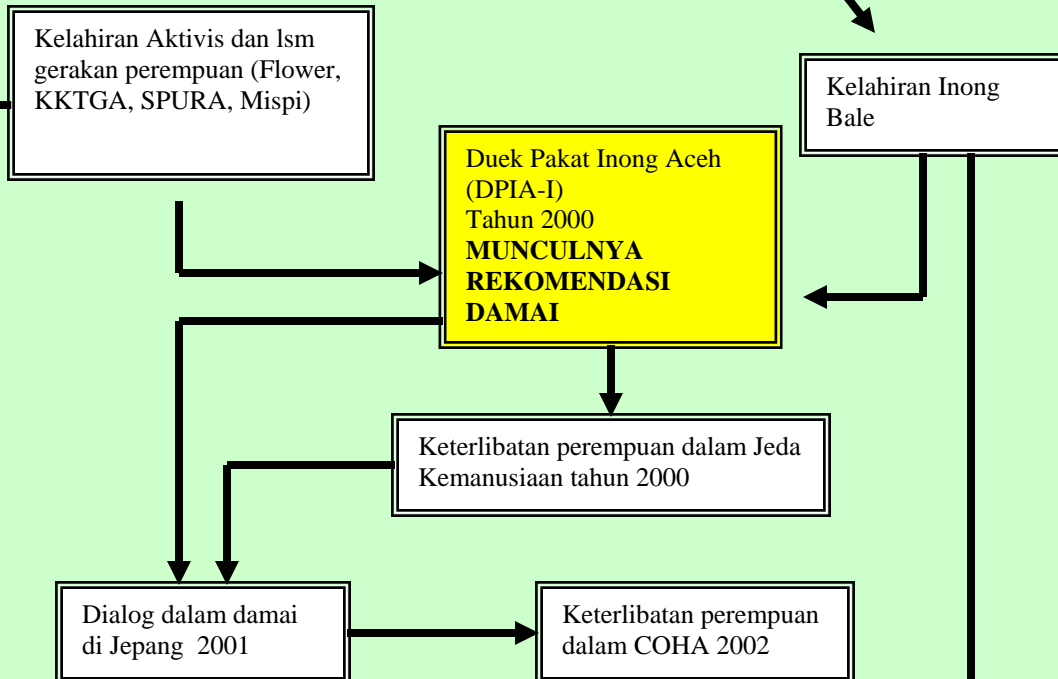 Kelahiran Aktivis dan lsm
gerakan perempuan (Flower,
KKTGA, SPURA, Mispi)
Kelahiran Inong
Bale
Duek Pakat Inong Aceh
(DPIA-I)
Tahun 2000
MUNCULNYA
REKOMENDASI
DAMAI
Keterlibatan perempuan dalam Jeda
Kemanusiaan tahun 2000
Dialog dalam damai
di Jepang 2001
Keterlibatan perempuan
dalam COHA 2002